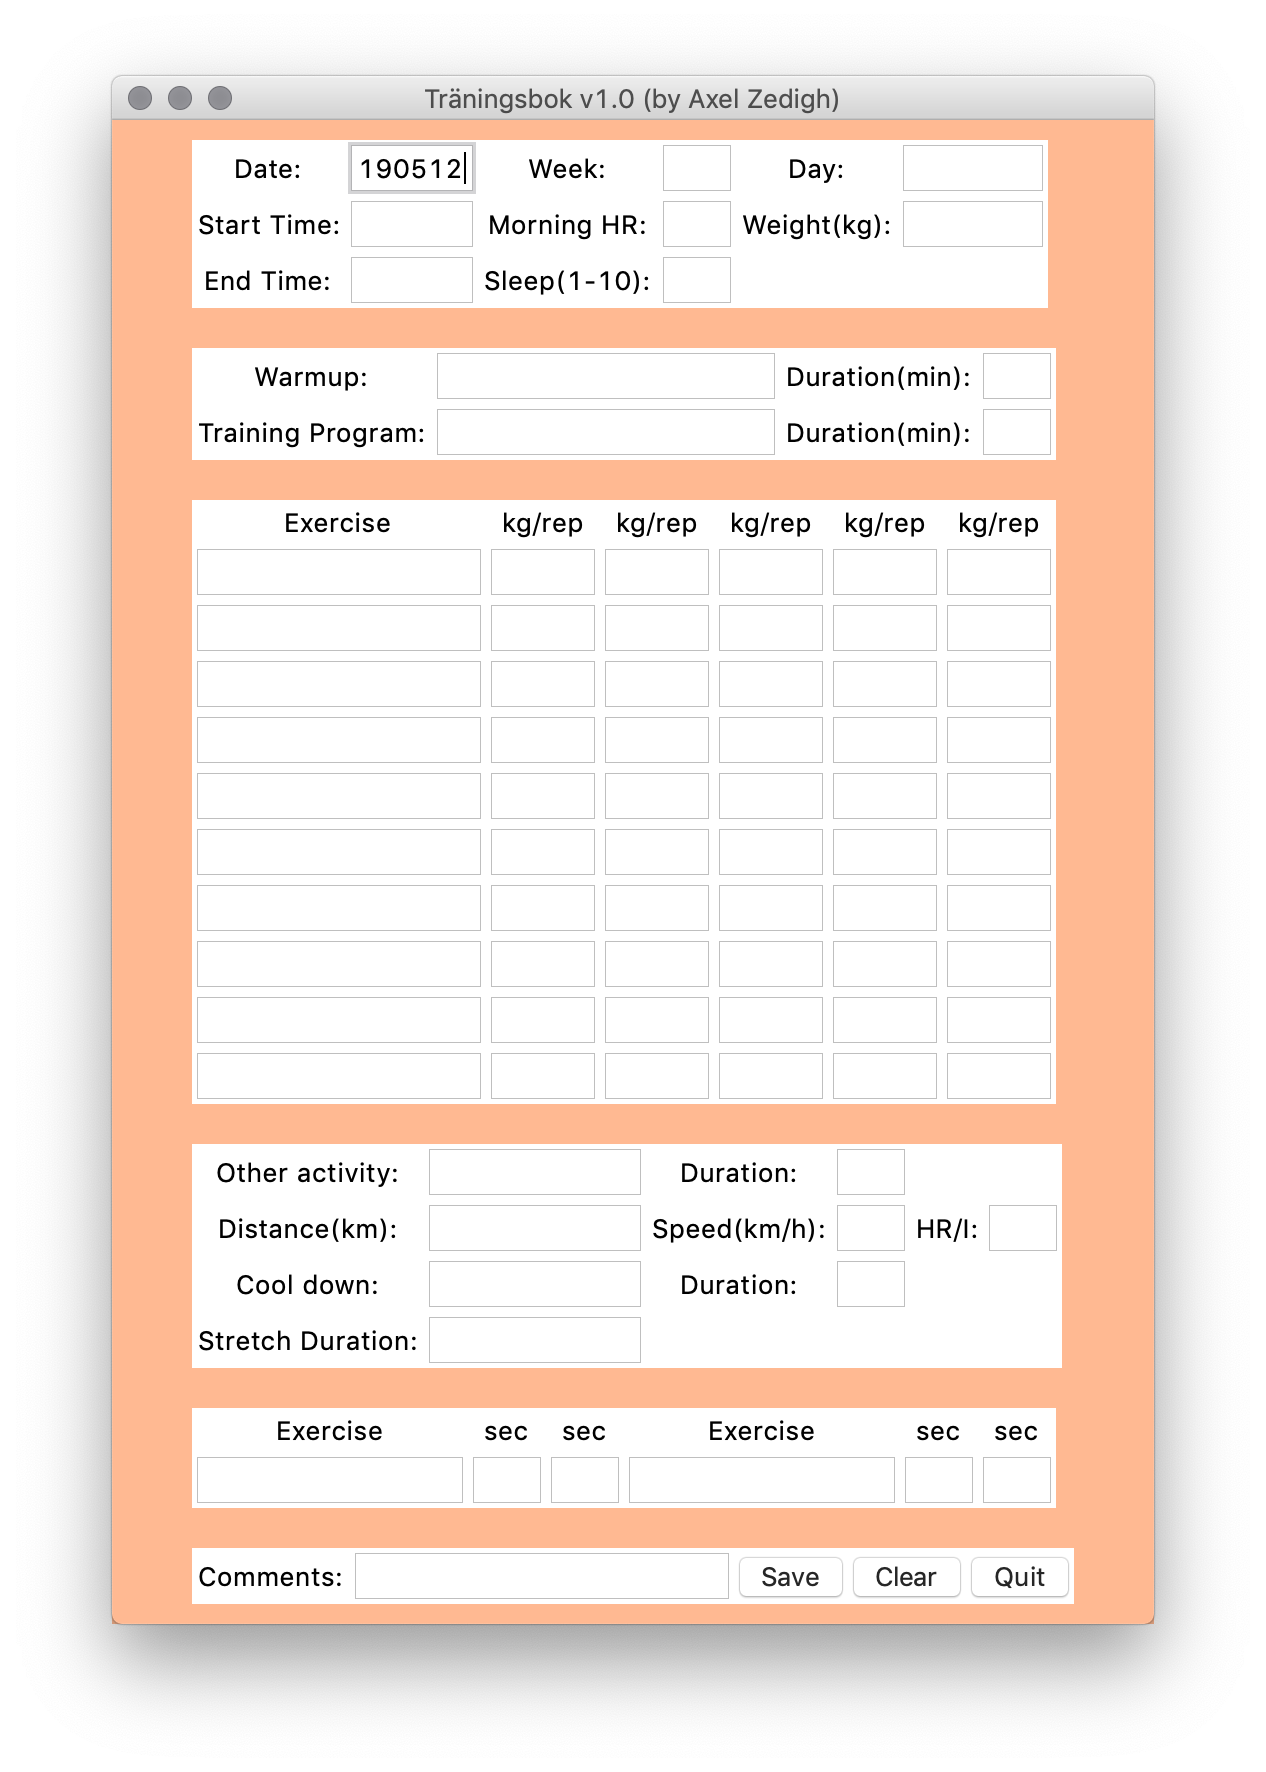 Träningsbok v1.0 (by Axel Zedigh)
Date: 190512 Week: Day:
Start Time: Morning HR: Weight(kg):
End Time: Sleep(1-10):
Warmup: Duration(min):
Training Program: Duration(min):
Exercise kg/rep kg/rep kg/rep kg/rep kg/rep
Other activity: Duration:
Distance(km): Speed(km/h): HR/I:
Cool down: Duration:
Stretch Duration:
Exercise sec sec Exercise sec sec
Comments: Save Clear Quit